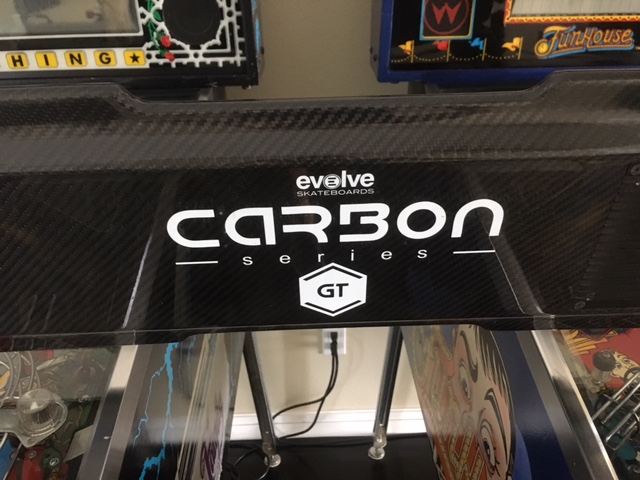 HING★
FUNHOUSE
evolve
SKATEBOARDS
CARBON
series
GT